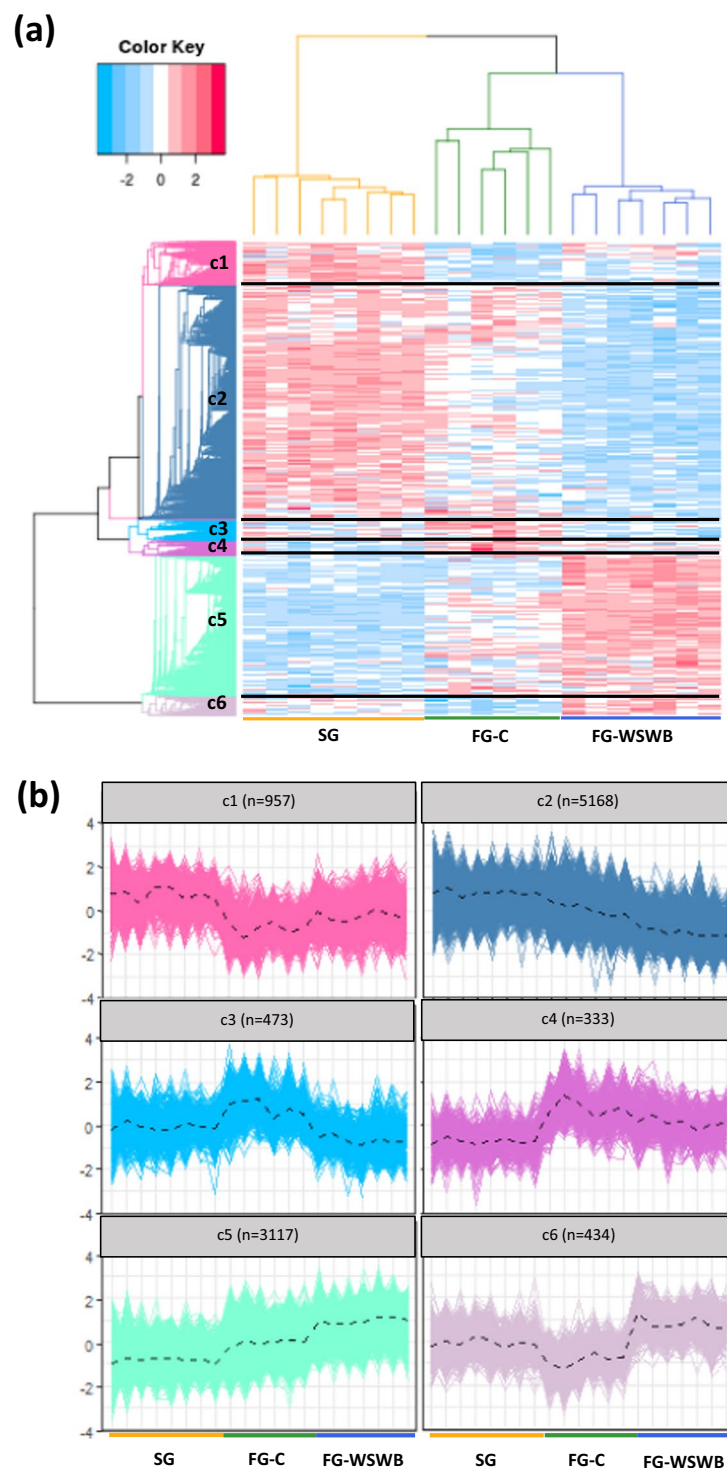 (a)
Color Key
-2 0 2
c1
c2
c3
c4
c5
c6
SG FG-C FG-WSWB
(b)
c1 (n=957) c2 (n=5168)
4
2
0
-2
-4
c3 (n=473) c4 (n=333)
4
2
0
-2
-4
c5 (n=3117) c6 (n=434)
4
2
0
-2
-4
SG FG-C FG-WSWB SG FG-C FG-WSWB